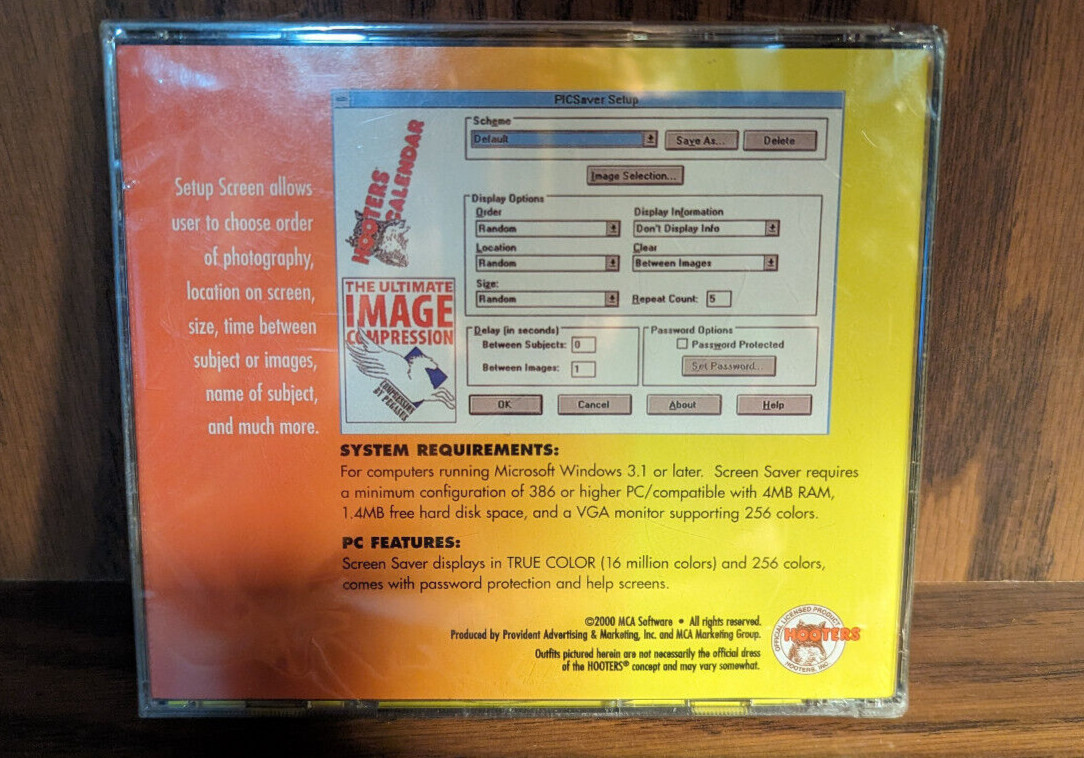 Setup Screen allows
user to choose order
of photography,
location on screen,
size, time between
subject or images,
name of subject,
and much more.
PICSaver Setup
HOOTERS
CALENDAR
THE ULTIMATE
IMAGE
COMPRESSION
COMPRESSED
BY PEGASUS
Scheme
Default
Save As...
Delete
Image Selection...
Display Options
Order
Random
Display Information
Don't Display Info
Location
Random
Clear
Between Images
Size:
Random
Repeat Count: 5
Delay (in seconds)
Between Subjects: 0
Between Images: 1
Password Options
Password Protected
Set Password...
OK
Cancel
About
Help
SYSTEM REQUIREMENTS:
For computers running Microsoft Windows 3.1 or later. Screen Saver requires
a minimum configuration of 386 or higher PC/compatible with 4MB RAM,
1.4MB free hard disk space, and a VGA monitor supporting 256 colors.
PC FEATURES:
Screen Saver displays in TRUE COLOR (16 million colors) and 256 colors,
comes with password protection and help screens.
©2000 MCA Software • All rights reserved.
Produced by Provident Advertising & Marketing, Inc. and MCA Marketing Group.
Outfits pictured herein are not necessarily the official dress
of the HOOTERS® concept and may vary somewhat.
OFFICIAL LICENSED PRODUCT
HOOTERS
HOOTERS, INC.